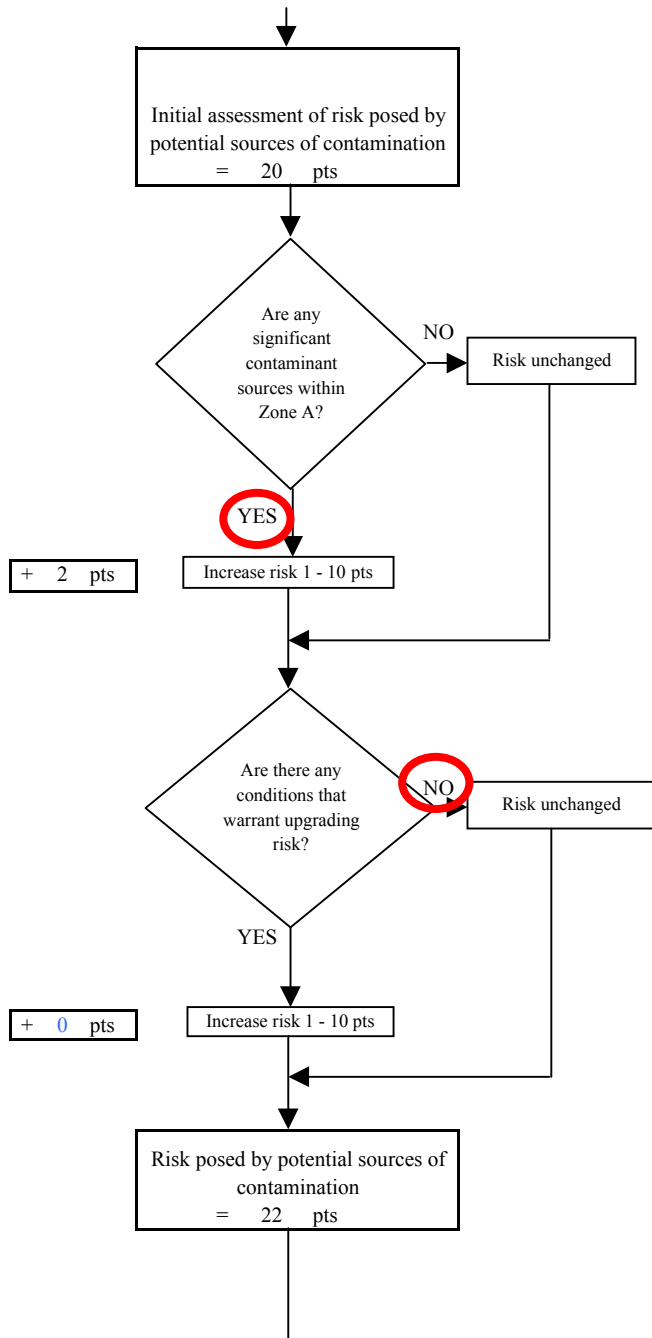 Initial assessment of risk posed by
potential sources of contamination
= 20 pts
Are any
significant
contaminant
sources within
Zone A?
NO
Risk unchanged
YES
+ 2 pts
Increase risk 1 - 10 pts
Are there any
conditions that
warrant upgrading
risk?
NO
Risk unchanged
YES
+ 0 pts
Increase risk 1 - 10 pts
Risk posed by potential sources of
contamination
= 22 pts